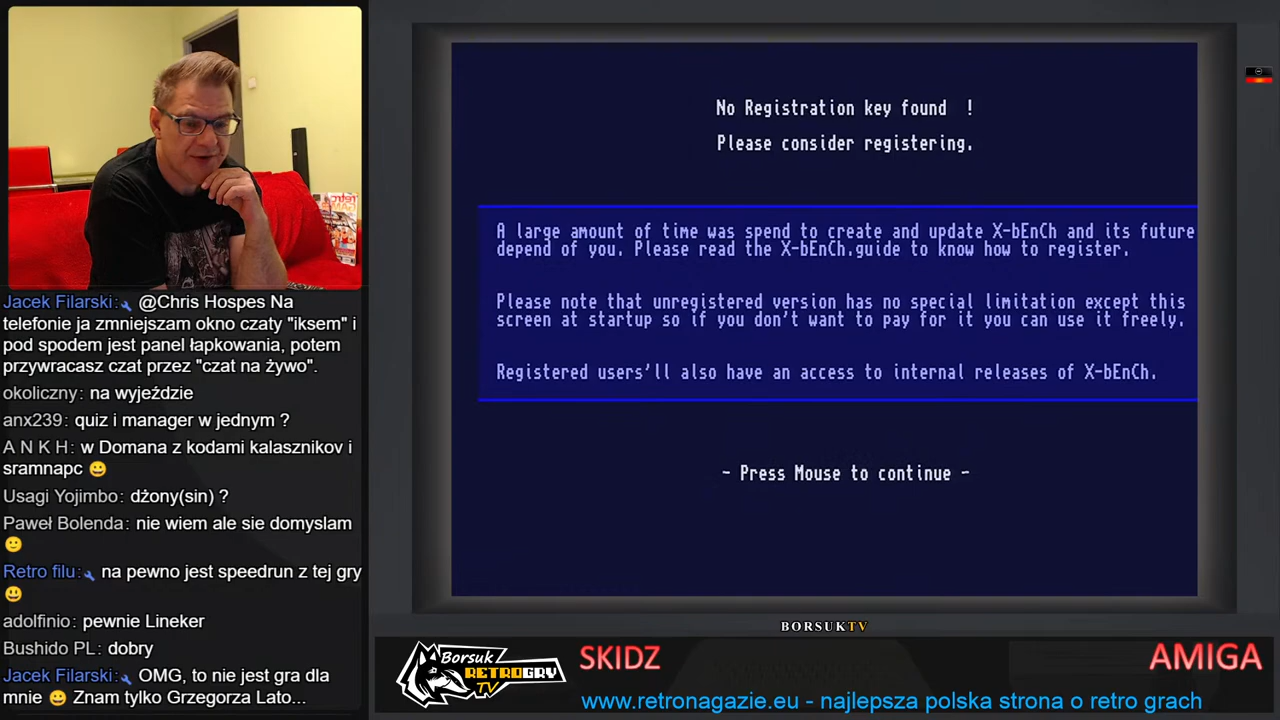 No Registration key found !
Please consider registering.
A large amount of time was spend to create and update X-bEnCh and its future
depend of you. Please read the X-bEnCh.guide to know how to register.
Please note that unregistered version has no special limitation except this
screen at startup so if you don't want to pay for it you can use it freely.
Registered users'll also have an access to internal releases of X-bEnCh.
- Press Mouse to continue -
Jacek Filarski: @Chris Hospes Na
telefonie ja zmniejszam okno czaty "iksem" i
pod spodem jest panel łapkowania, potem
przywracasz czat przez "czat na żywo".
okoliczny: na wyjeździe
anx239: quiz i manager w jednym ?
A N K H: w Domana z kodami kalasznikov i
sramnapc 😀
Usagi Yojimbo: dżony(sin) ?
Paweł Bolenda: nie wiem ale sie domyslam
🙂
Retro filu: na pewno jest speedrun z tej gry
😃
adolfinio: pewnie Lineker
Bushido PL: dobry
Jacek Filarski: OMG, to nie jest gra dla
mnie 😀 Znam tylko Grzegorza Lato...
BORSUKTV
Borsuk
RETROGRY
TV
SKIDZ
AMIGA
www.retronagazie.eu - najlepsza polska strona o retro grach